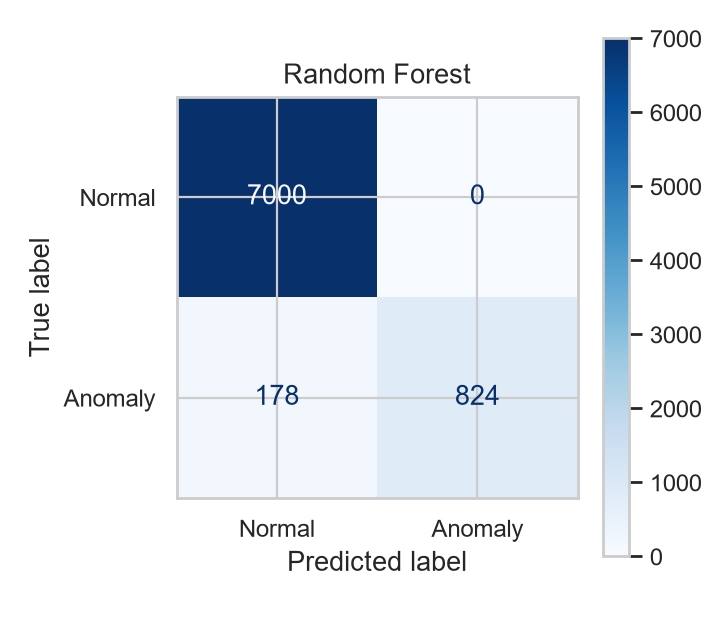 Random Forest
True label
Normal
Anomaly
7000
0
178
824
Normal
Anomaly
Predicted label
7000
6000
5000
4000
3000
2000
1000
0